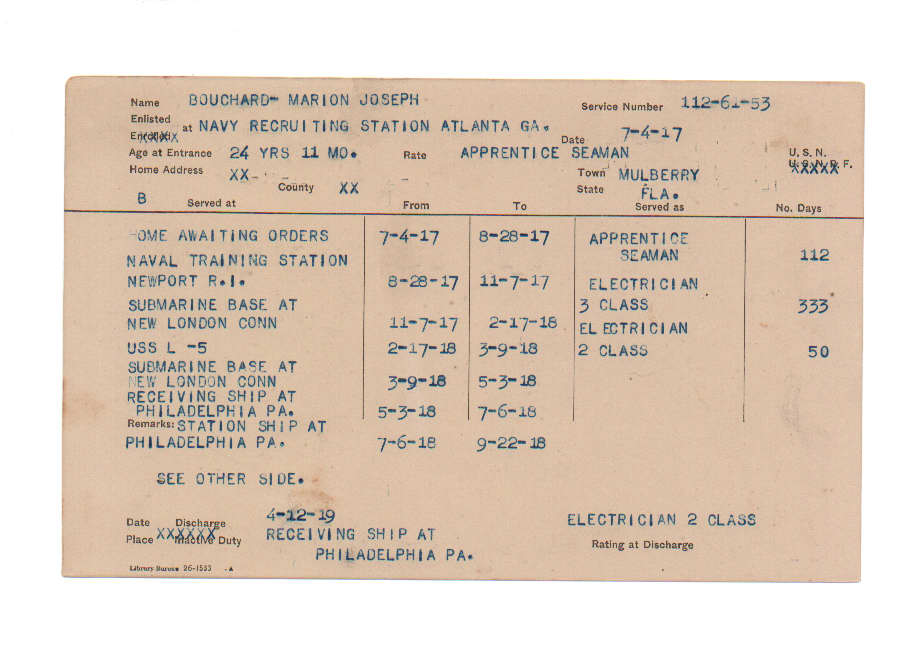 Name BOUCHARD- MARION JOSEPH Service Number 112-61-53
Enlisted
Enrolled at NAVY RECRUITING STATION ATLANTA GA. Date 7-4-17
Age at Entrance 24 YRS 11 MO. Rate APPRENTICE SEAMAN U. S. N.
U. S. N. R. F. XXXXX
Home Address XX- County XX Town MULBERRY
State FLA.
B Served at From To Served as No. Days
HOME AWAITING ORDERS 7-4-17 8-28-17 APPRENTICE
SEAMAN 112
NAVAL TRAINING STATION
NEWPORT R.I. 8-28-17 11-7-17 ELECTRICIAN
SUBMARINE BASE AT 3 CLASS 333
NEW LONDON CONN 11-7-17 2-17-18 ELECTRICIAN
USS L -5 2-17-18 3-9-18 2 CLASS 50
SUBMARINE BASE AT
NEW LONDON CONN 3-9-18 5-3-18
RECEIVING SHIP AT
PHILADELPHIA PA. 5-3-18 7-6-18
Remarks: STATION SHIP AT
PHILADELPHIA PA. 7-6-18 9-22-18
SEE OTHER SIDE.
Date Discharge 4-12-19 ELECTRICIAN 2 CLASS
Place XXXXXX Inactive Duty RECEIVING SHIP AT Rating at Discharge
PHILADELPHIA PA.
Library Bureau 26-1533 A